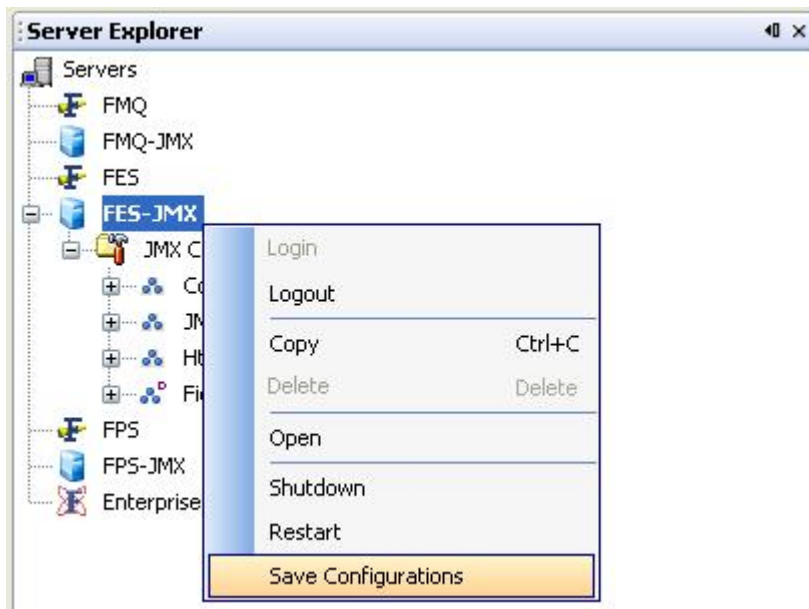 Server Explorer
Servers
FMQ
FMQ-JMX
FES
FES-JMX
JMX C
Login
Logout
Copy Ctrl+C
Delete Delete
Open
Shutdown
Restart
Save Configurations
FPS
FPS-JMX
Enterprise